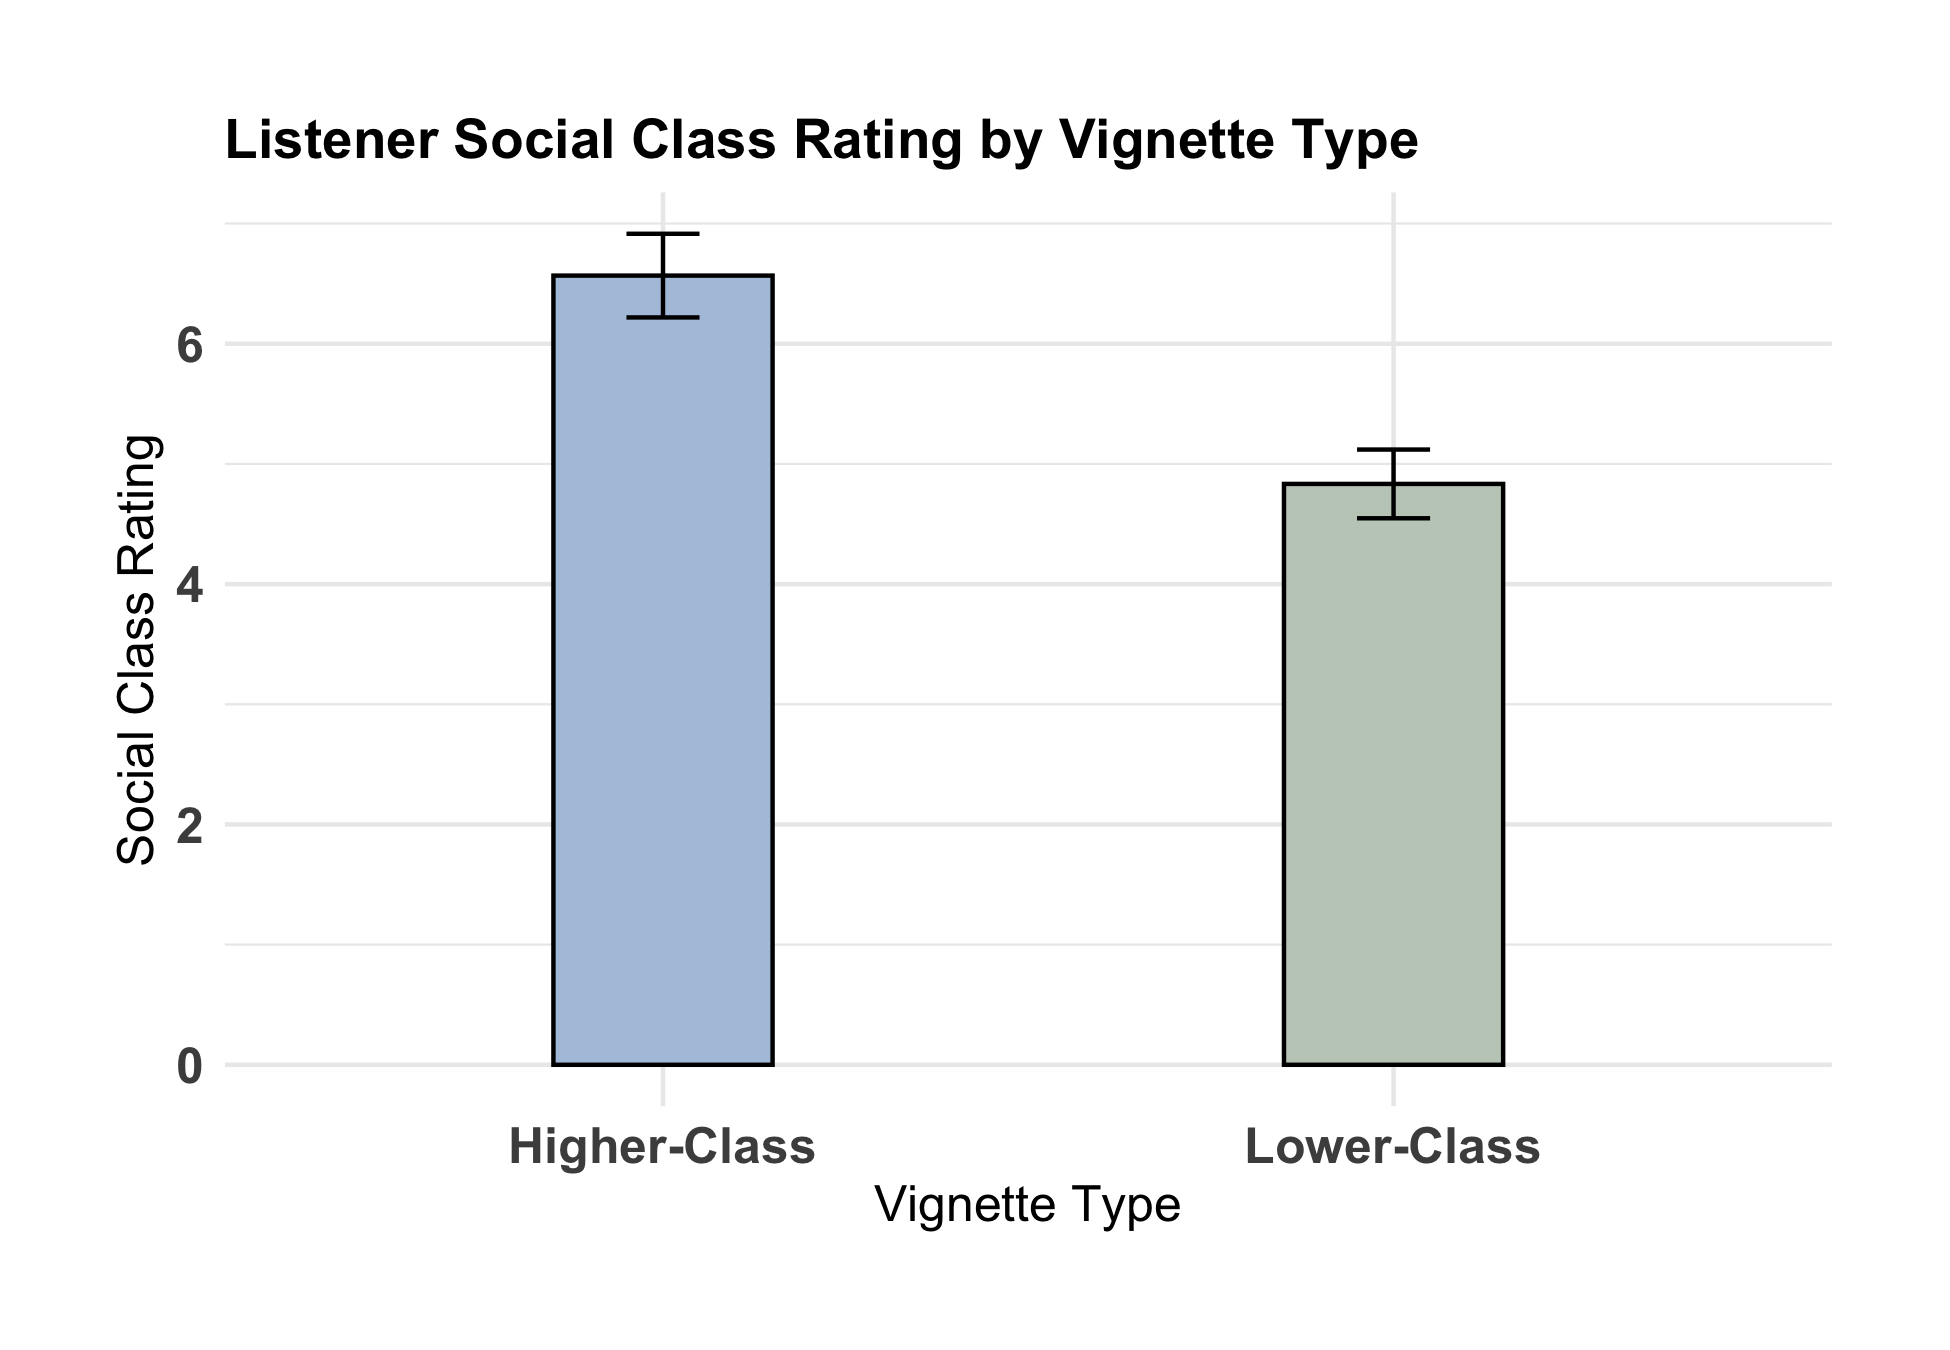 Listener Social Class Rating by Vignette Type
Social Class Rating
6
4
2
0
Higher-Class
Lower-Class
Vignette Type